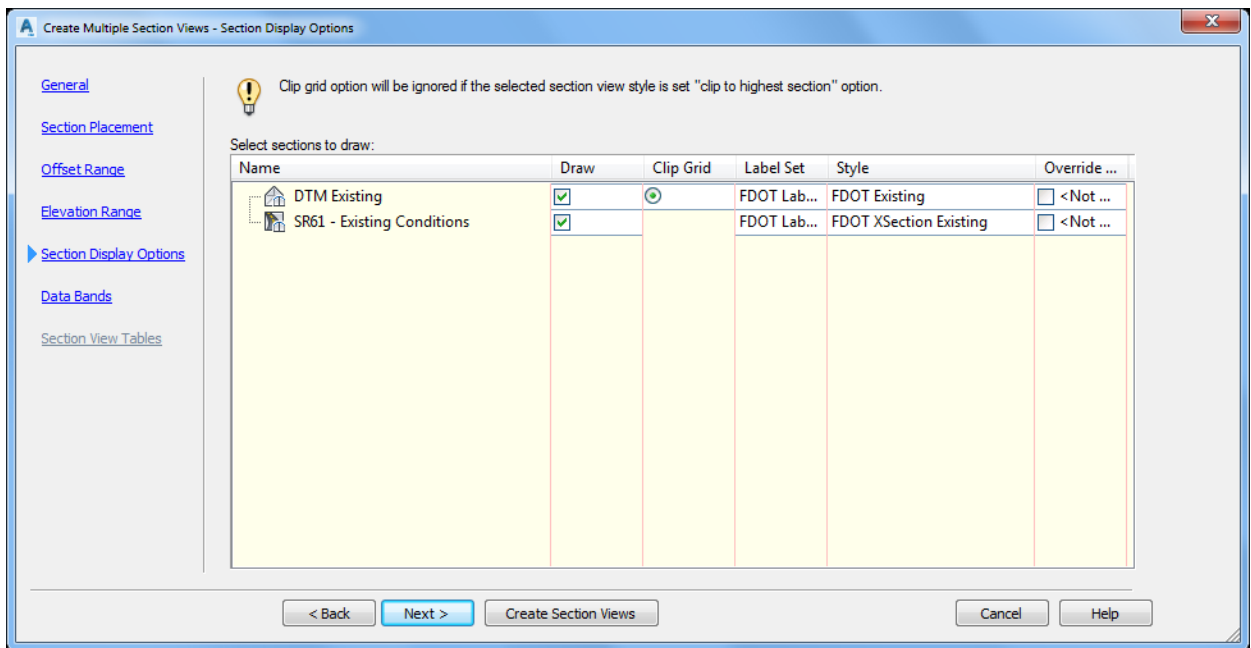 Create Multiple Section Views - Section Display Options
General
Section Placement
Offset Range
Elevation Range
Section Display Options
Data Bands
Section View Tables
Clip grid option will be ignored if the selected section view style is set "clip to highest section" option.
Select sections to draw:
Name Draw Clip Grid Label Set Style Override ...
DTM Existing FDOT Lab... FDOT Existing <Not ...
SR61 - Existing Conditions FDOT Lab... FDOT XSection Existing <Not ...
< Back Next > Create Section Views Cancel Help